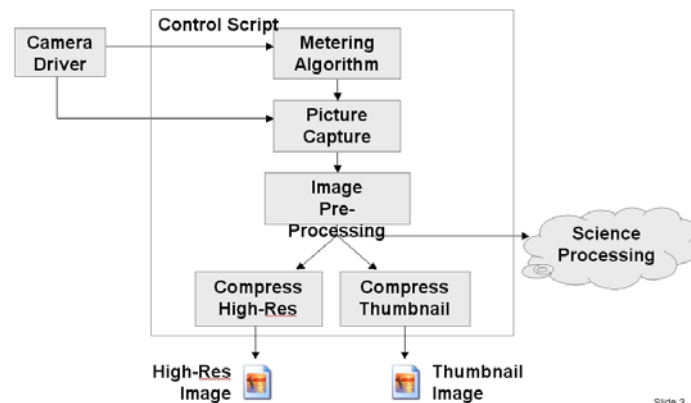 Control Script
Camera
Driver
Metering
Algorithm
Picture
Capture
Image
Pre-
Processing
Science
Processing
Compress
High-Res
Compress
Thumbnail
High-Res
Image
Thumbnail
Image
Slide 3